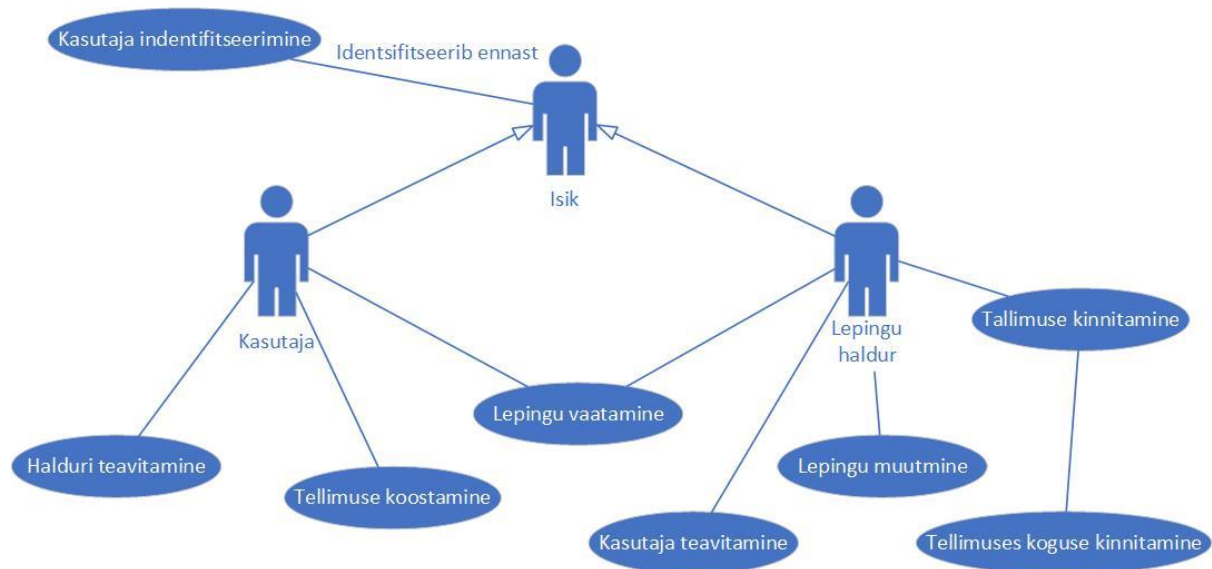 Kasutaja indentifitseerimine
Identsifitseerib ennast
Isik
Kasutaja
Lepingu
haldur
Tallimuse kinnitamine
Lepingu vaatamine
Halduri teavitamine
Lepingu muutmine
Tellimuse koostamine
Kasutaja teavitamine
Tellimuses koguse kinnitamine